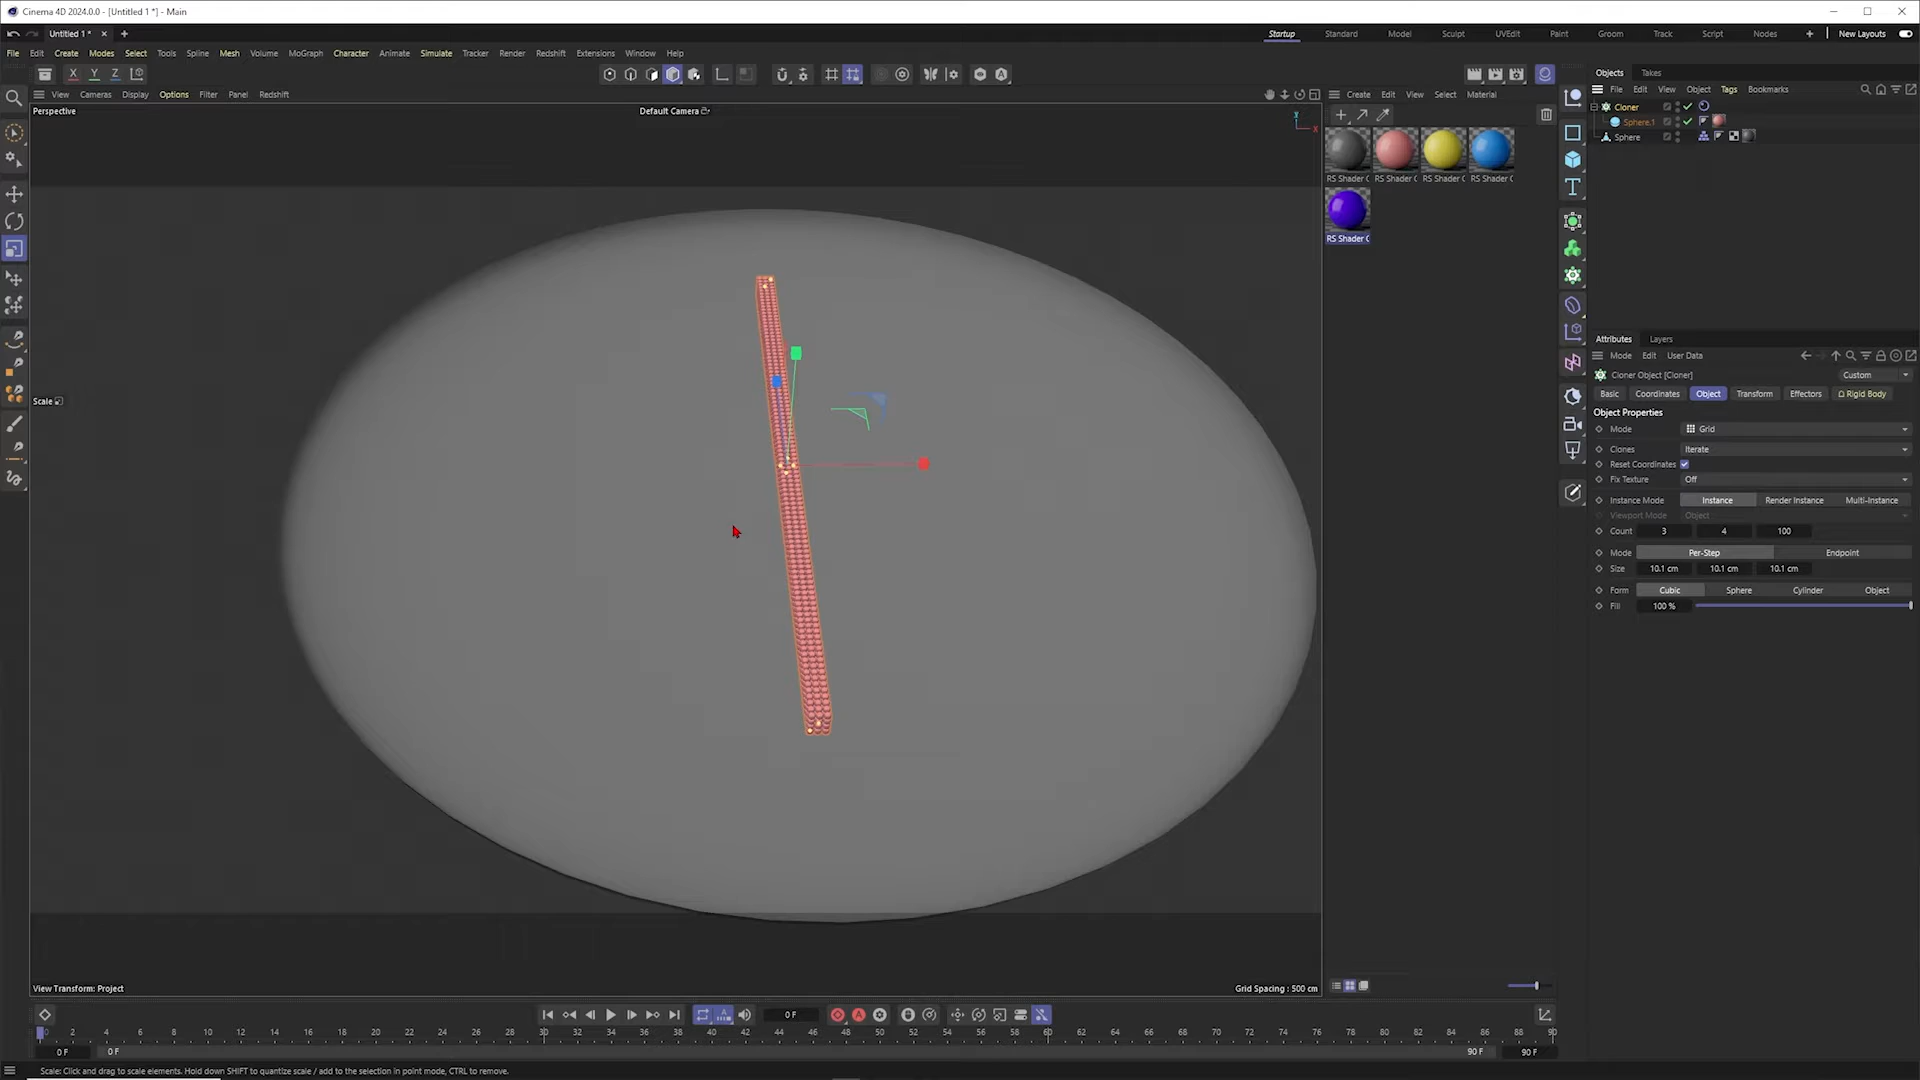 Cinema 4D 2024.0.0 - [Untitled 1 *] - Main
Untitled 1 *
Startup Standard Model Sculpt UVEdit Paint Groom Track Script Nodes New Layouts
File Edit Create Modes Select Tools Spline Mesh Volume MoGraph Character Animate Simulate Tracker Render Redshift Extensions Window Help
X Y Z
Objects Takes
File Edit View Object Tags Bookmarks
View Cameras Display Options Filter Panel Redshift
Create Edit View Select Material
Perspective
Default Camera
Cloner
Sphere.1
Sphere
RS Shader G RS Shader G RS Shader G RS Shader G
RS Shader G
Attributes Layers
Mode Edit User Data
Cloner Object [Cloner]
Custom
Basic Coordinates Object Transform Effectors Rigid Body
Object Properties
Mode Grid
Clones Iterate
Reset Coordinates
Fix Texture Off
Instance Mode Instance Render Instance Multi-Instance
Viewport Mode Object
Count 3 4 100
Mode Per-Step Endpoint
Size 10.1 cm 10.1 cm 10.1 cm
Form Cubic Sphere Cylinder Object
Fill 100 %
Scale
View Transform: Project
Grid Spacing : 500 cm
0 F
0 2 4 6 8 10 12 14 16 18 20 22 24 26 28 30 32 34 36 38 40 42 44 46 48 50 52 54 56 58 60 62 64 66 68 70 72 74 76 78 80 82 84 86 88 90
0 F 0 F 90 F 90 F
Scale: Click and drag to scale elements. Hold down SHIFT to quantize scale / add to the selection in point mode, CTRL to remove.